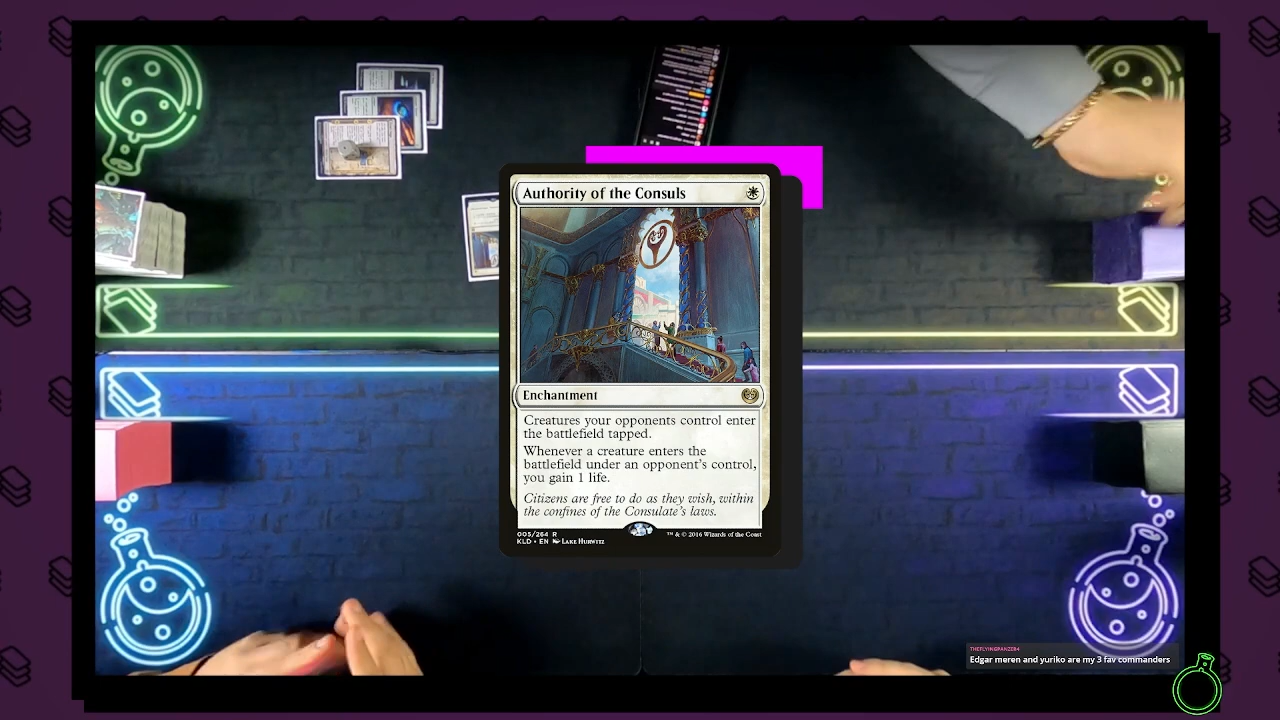 Authority of the Consuls
Enchantment
Creatures your opponents control enter
the battlefield tapped.
Whenever a creature enters the
battlefield under an opponent's control,
you gain 1 life.
Citizens are free to do as they wish, within
the confines of the Consulate's laws.
005/264 R
KLD • EN Lake Hurwitz
™ & © 2016 Wizards of the Coast
THEFLYINGPANZER4
Edgar meren and yuriko are my 3 fav commanders